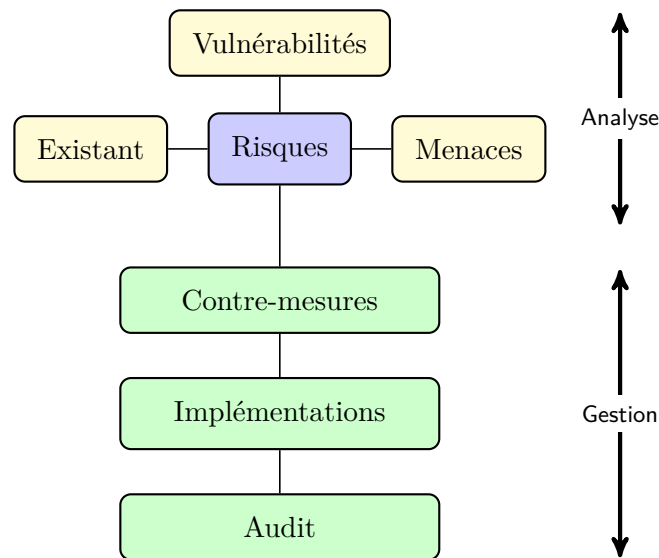 Vulnérabilités
Analyse
Existant
Risques
Menaces
Contre-mesures
Implémentations
Gestion
Audit